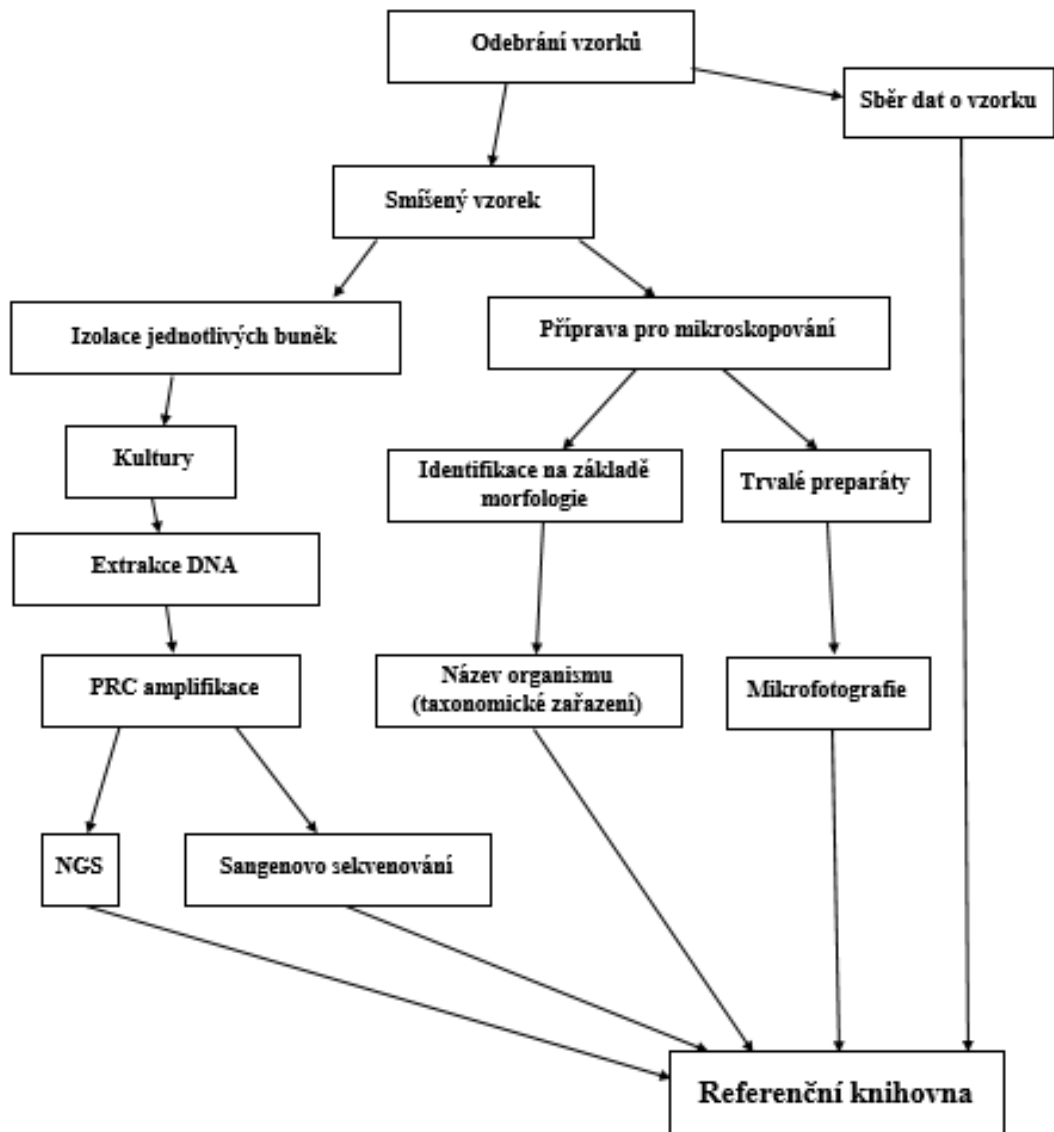 Odebrání vzorků
Sběr dat o vzorku
Smíšený vzorek
Izolace jednotlivých buněk
Příprava pro mikroskopování
Kultury
Identifikace na základě
morfologie
Trvalé preparáty
Extrakce DNA
PRC amplifikace
Název organismu
(taxonomické zařazení)
Mikrofotografie
NGS
Sangenovo sekvenování
Referenční knihovna